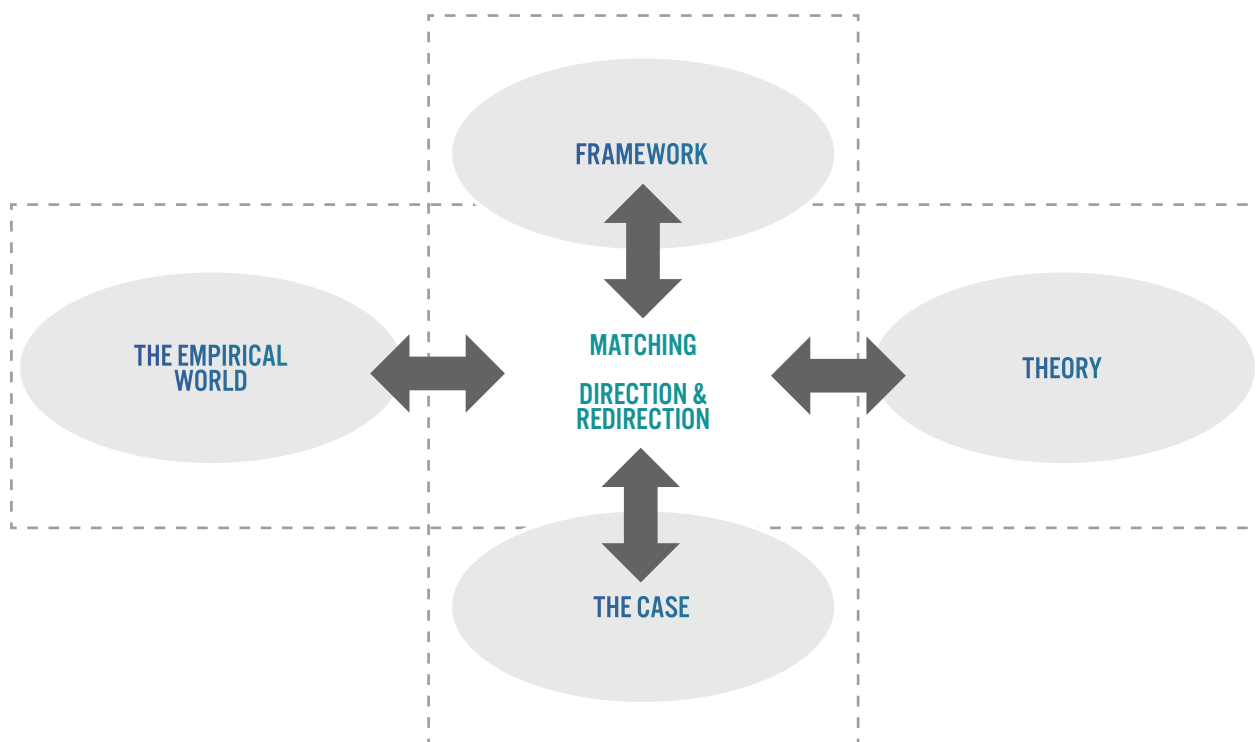 FRAMEWORK
THE EMPIRICAL
WORLD
MATCHING
DIRECTION &
REDIRECTION
THEORY
THE CASE